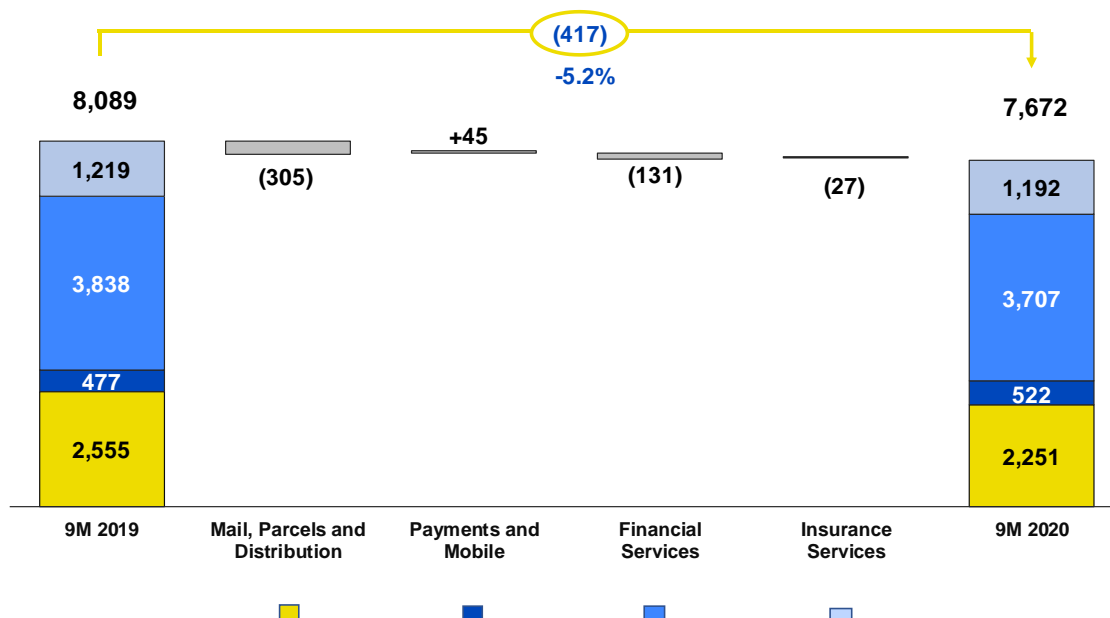 (417)
-5.2%
8,089
7,672
+45
(305)
(131)
(27)
1,219
1,192
3,838
3,707
477
522
2,555
2,251
9M 2019
Mail, Parcels and
Distribution
Payments and
Mobile
Financial
Services
Insurance
Services
9M 2020